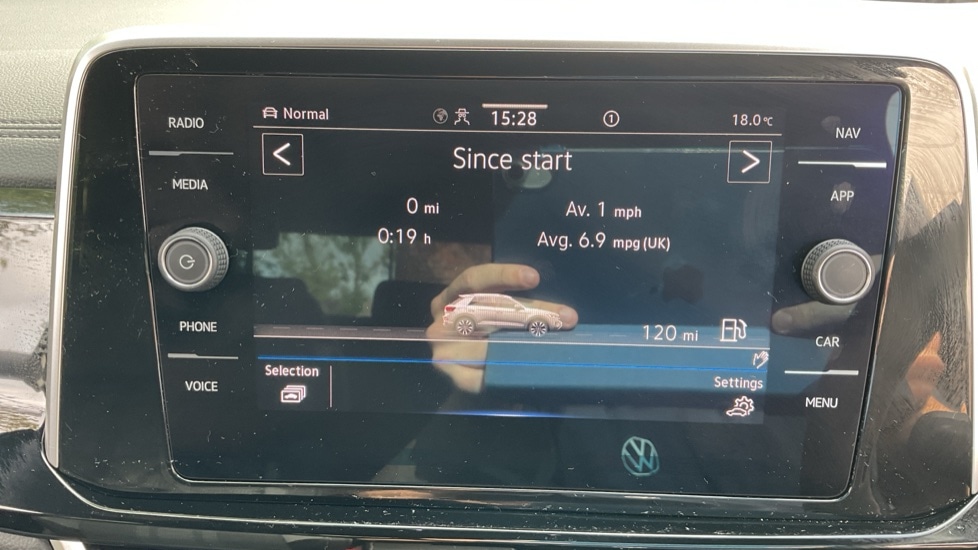 RADIO
MEDIA
PHONE
VOICE
Normal
15:28
1
18.0°C
< Since start >
0 mi
0:19 h
Av. 1 mph
Avg. 6.9 mpg (UK)
120 mi
Selection
Settings
NAV
APP
CAR
MENU